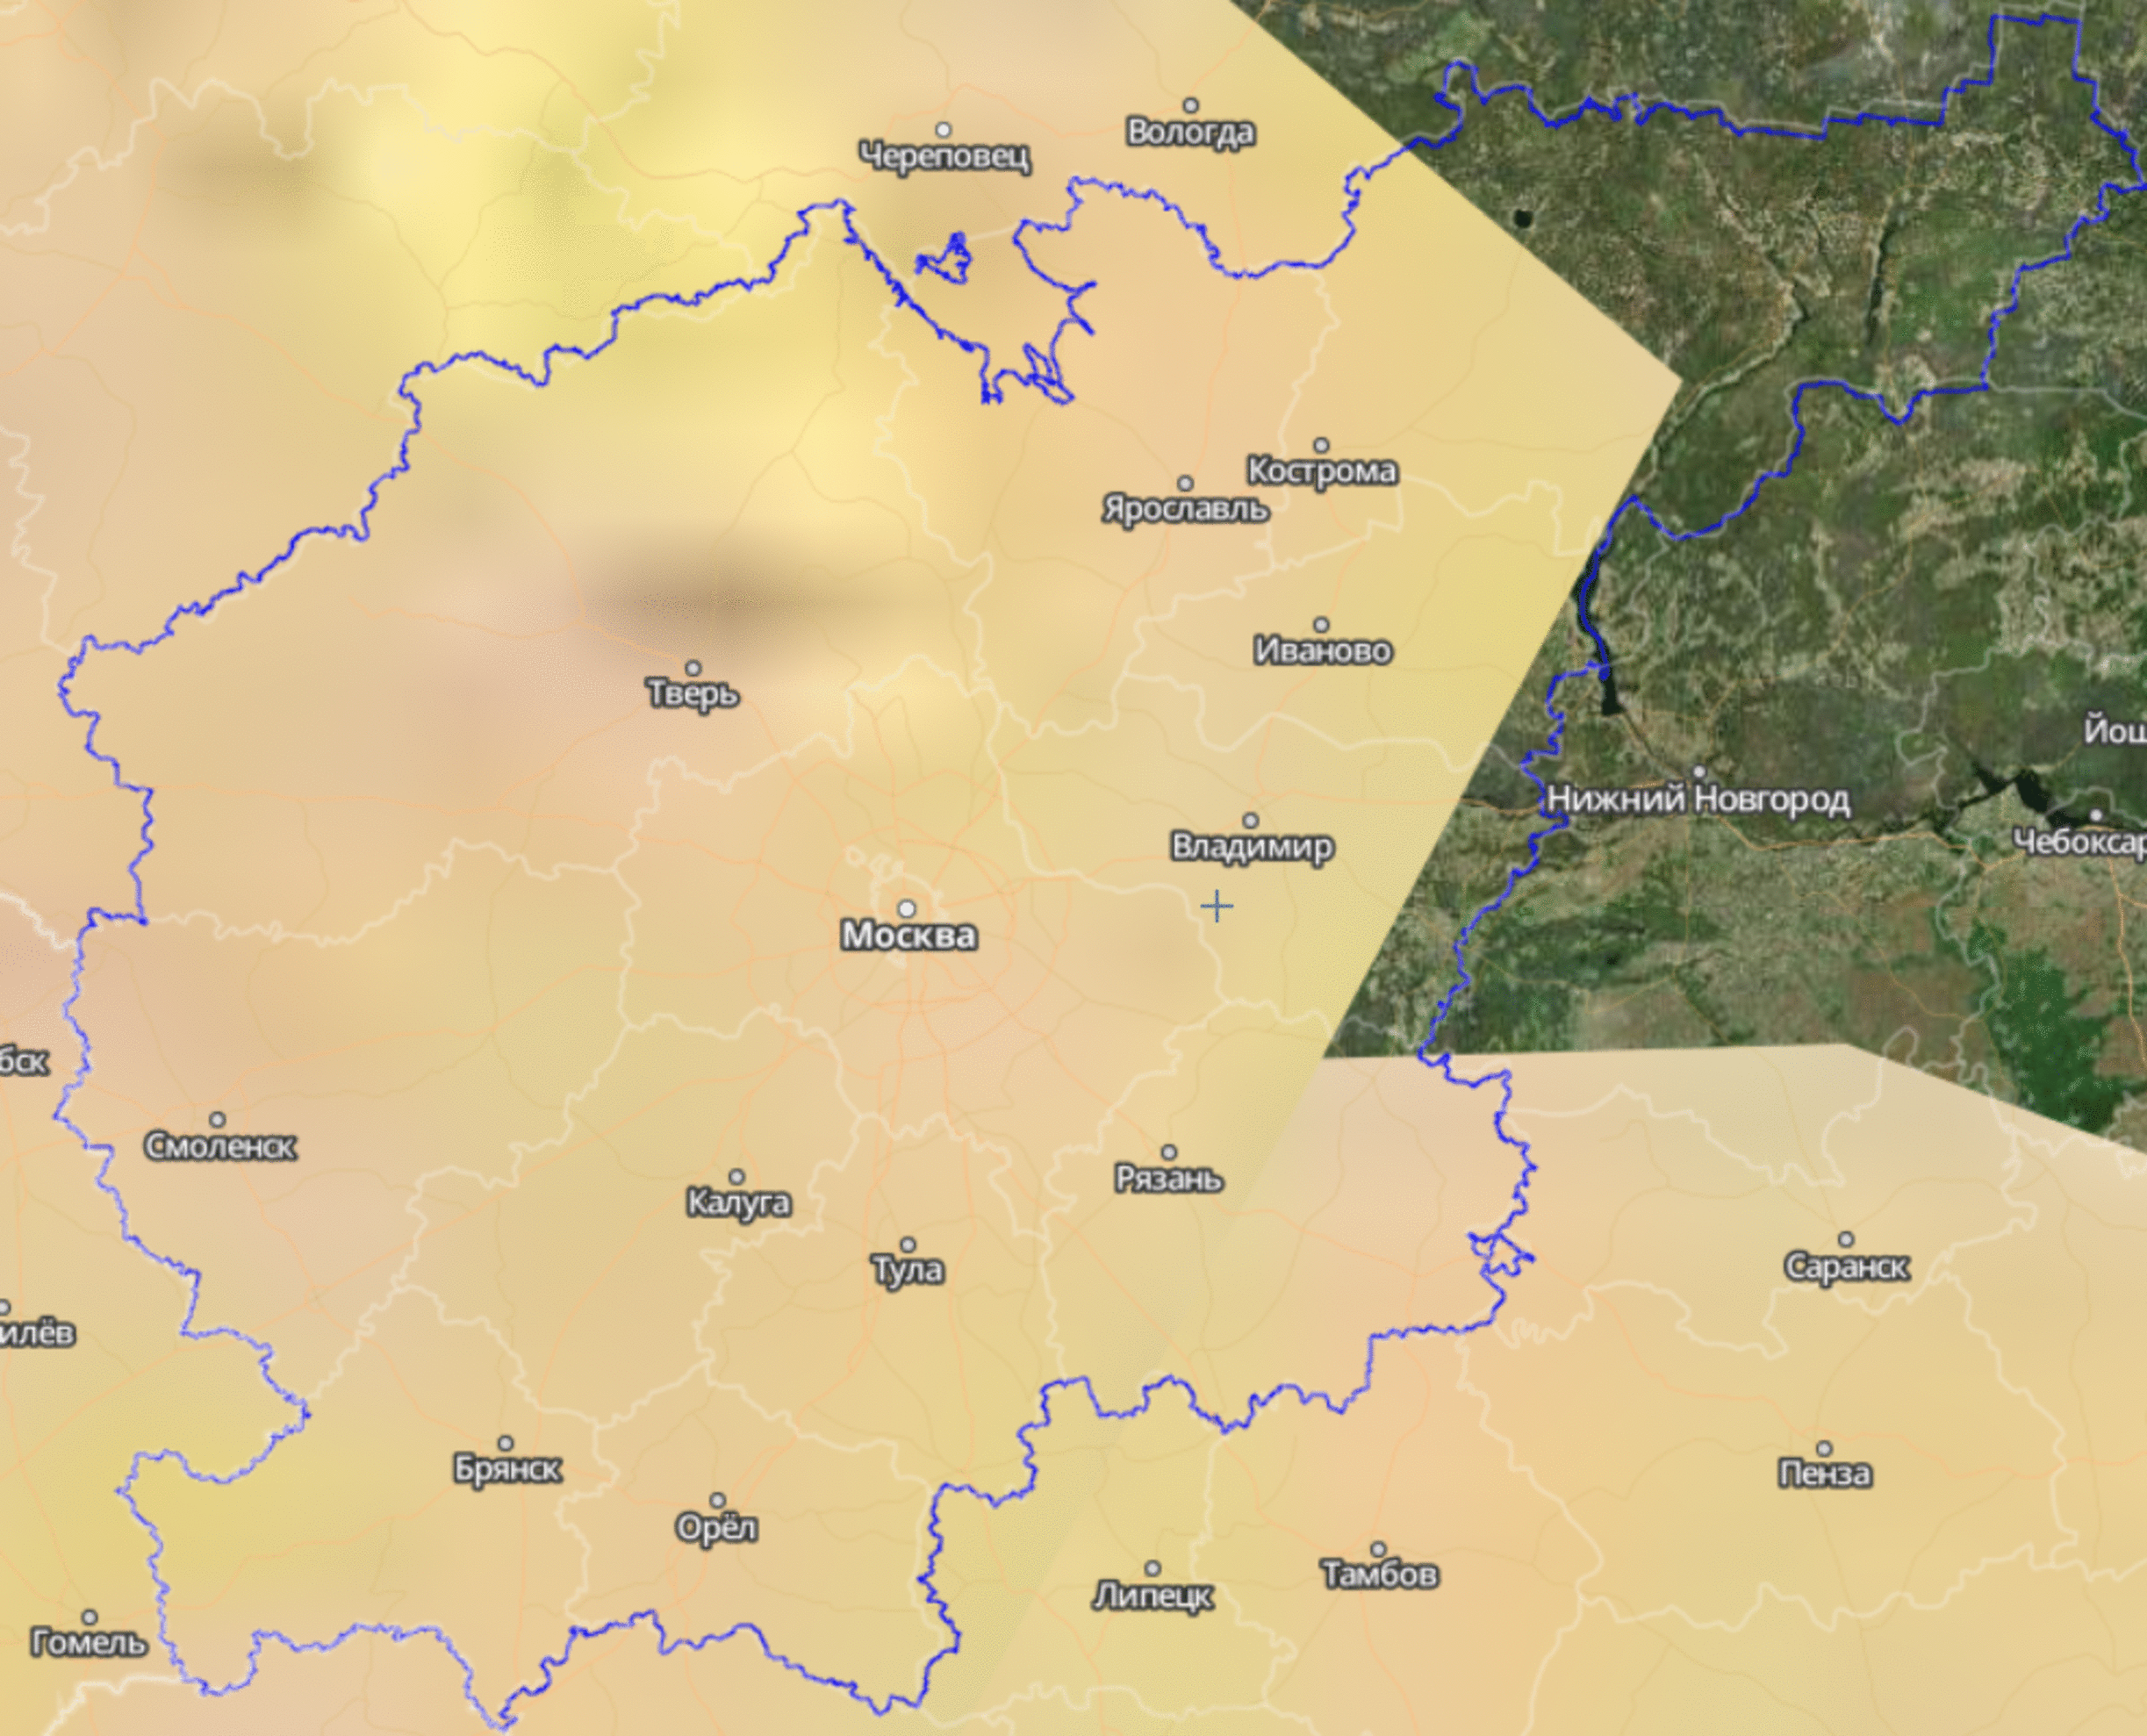 Вологда
Череповец
Кострома
Ярославль
Иваново
Тверь
Йош
Нижний Новгород
Чебоксар
Владимир
Москва
бск
Смоленск
Рязань
Калуга
Саранск
Тула
илёв
Брянск
Пенза
Орёл
Тамбов
Липецк
Гомель